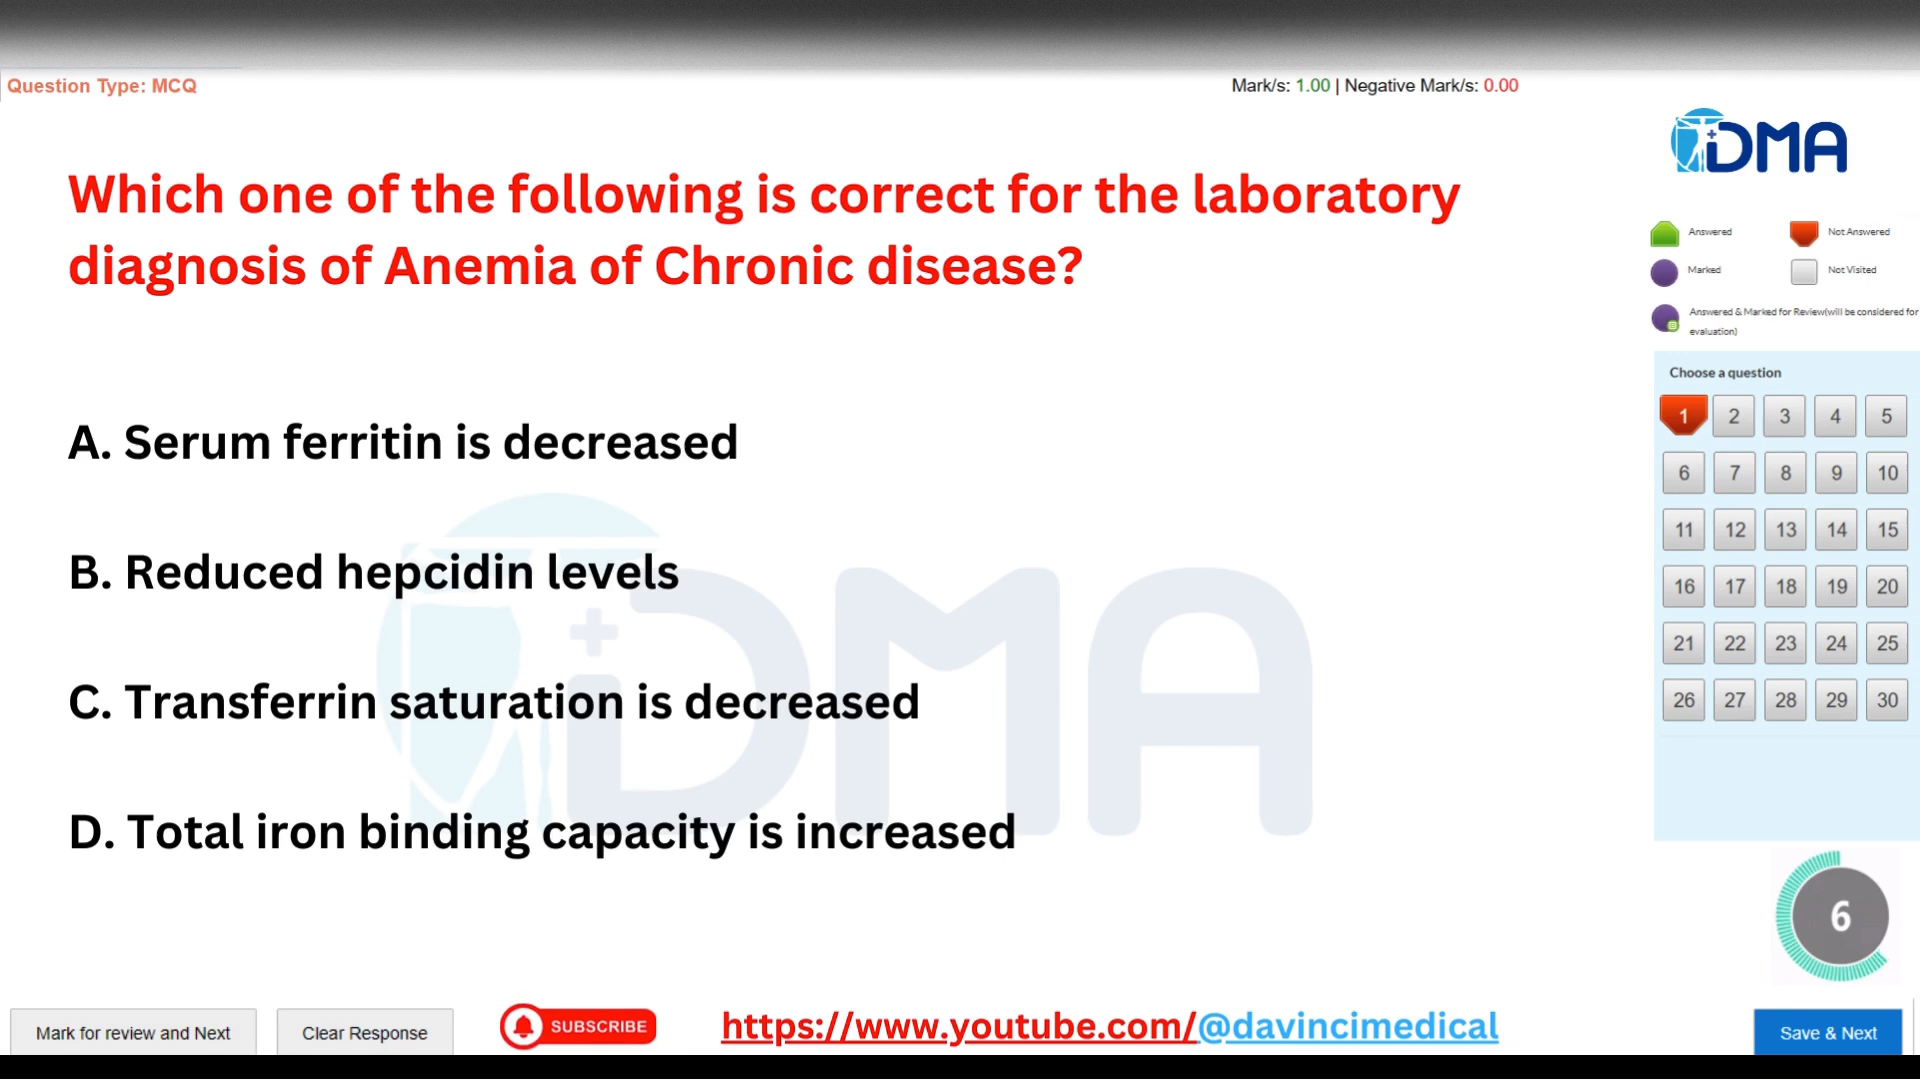 Question Type: MCQ
Mark/s: 1.00 | Negative Mark/s: 0.00
iDMA
Which one of the following is correct for the laboratory
diagnosis of Anemia of Chronic disease?
A. Serum ferritin is decreased
B. Reduced hepcidin levels
C. Transferrin saturation is decreased
D. Total iron binding capacity is increased
iDMA
Answered
Not Answered
Marked
Not Visited
Answered & Marked for Review(will be considered for
evaluation)
Choose a question
1 2 3 4 5
6 7 8 9 10
11 12 13 14 15
16 17 18 19 20
21 22 23 24 25
26 27 28 29 30
6
Mark for review and Next
Clear Response
SUBSCRIBE
https://www.youtube.com/@davincimedical
Save & Next